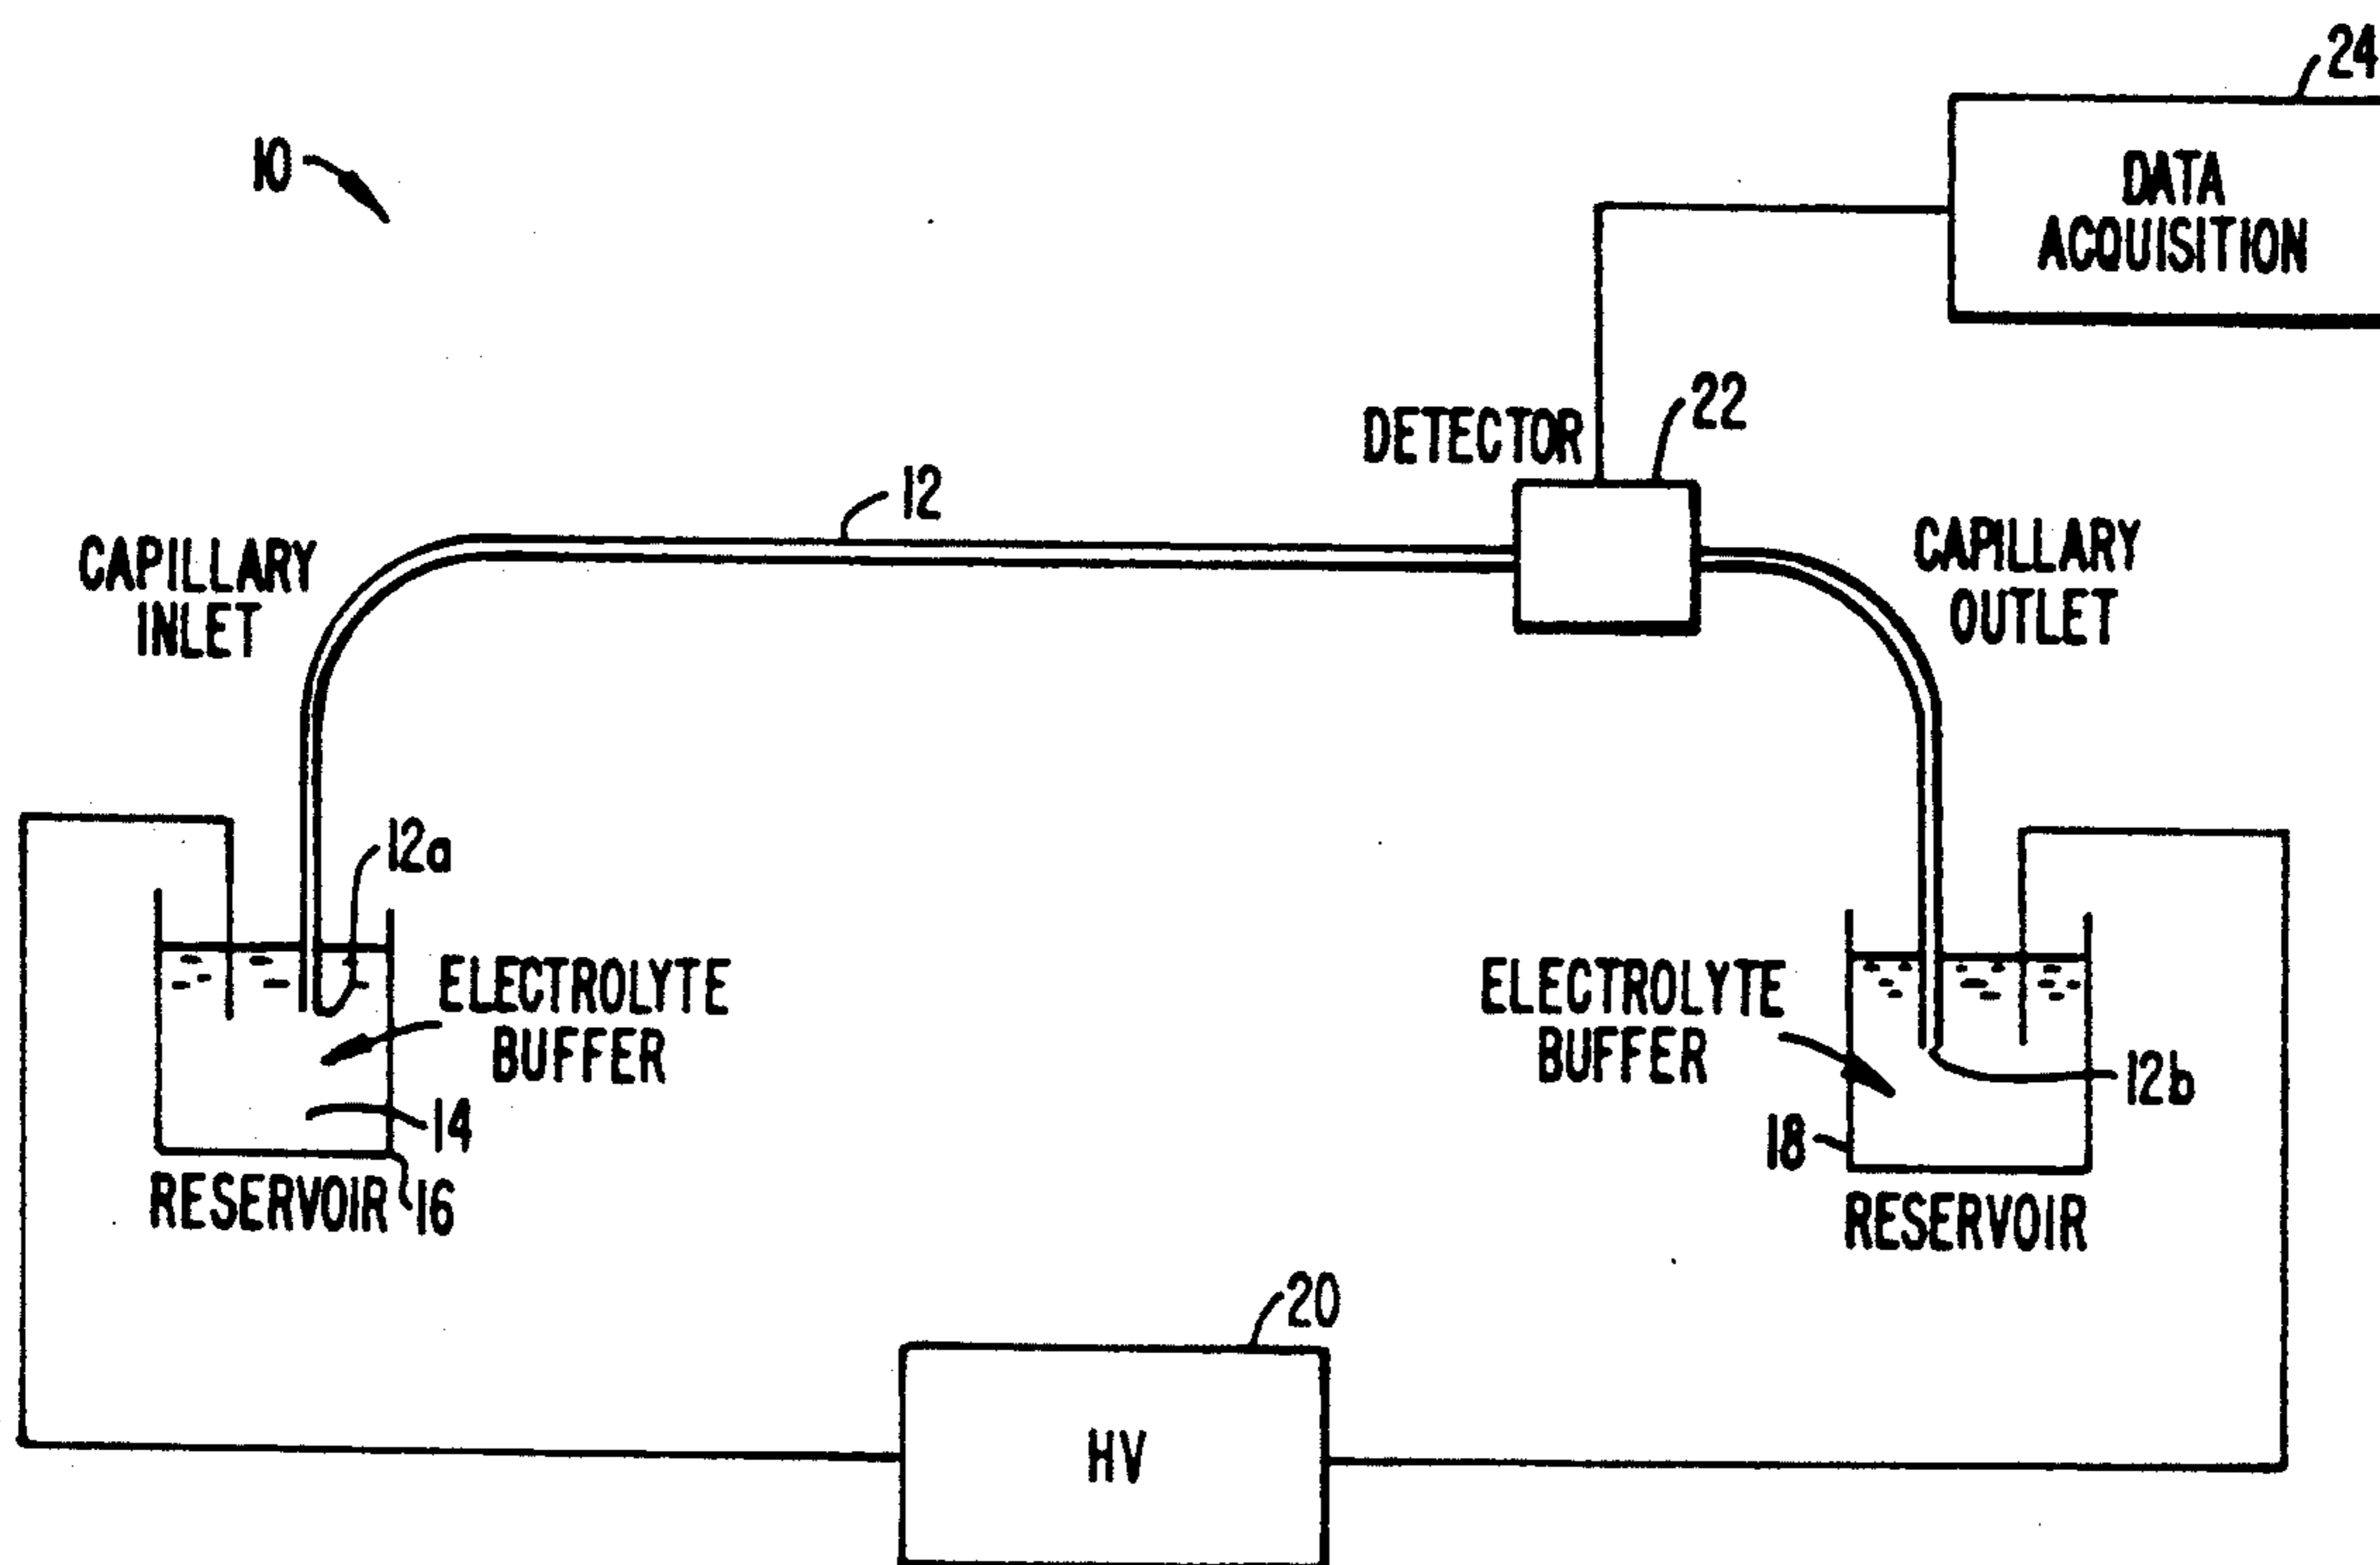 24
DATA
ACQUISITION
10
22
DETECTOR
12
CAPILLARY
INLET
CAPILLARY
OUTLET
12a
ELECTROLYTE
BUFFER
14
RESERVOIR
16
ELECTROLYTE
BUFFER
12b
18
RESERVOIR
20
HV